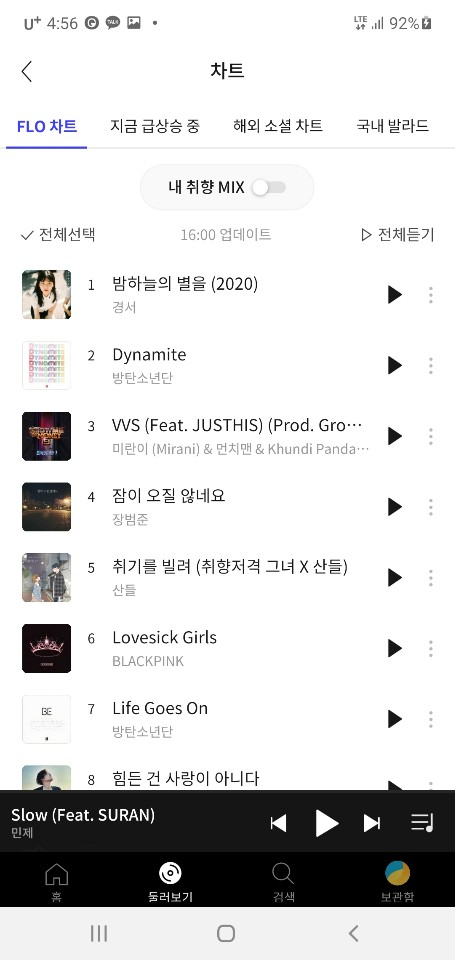 U+ 4:56 TALK LTE 92%
차트
FLO 차트 지금 급상승 중 해외 소셜 차트 국내 발라드
내 취향 MIX
전체선택 16:00 업데이트 전체듣기
1 밤하늘의 별을 (2020)
경서
DYNAMITE
2 Dynamite
방탄소년단
3 VVS (Feat. JUSTHIS) (Prod. Gro···
미란이 (Mirani) & 먼치맨 & Khundi Panda···
4 잠이 오질 않네요
장범준
5 취기를 빌려 (취향저격 그녀 X 산들)
산들
6 Lovesick Girls
BLACKPINK
BE
7 Life Goes On
방탄소년단
8 힘든 건 사랑이 아니다
Slow (Feat. SURAN)
민제
홈 둘러보기 검색 보관함